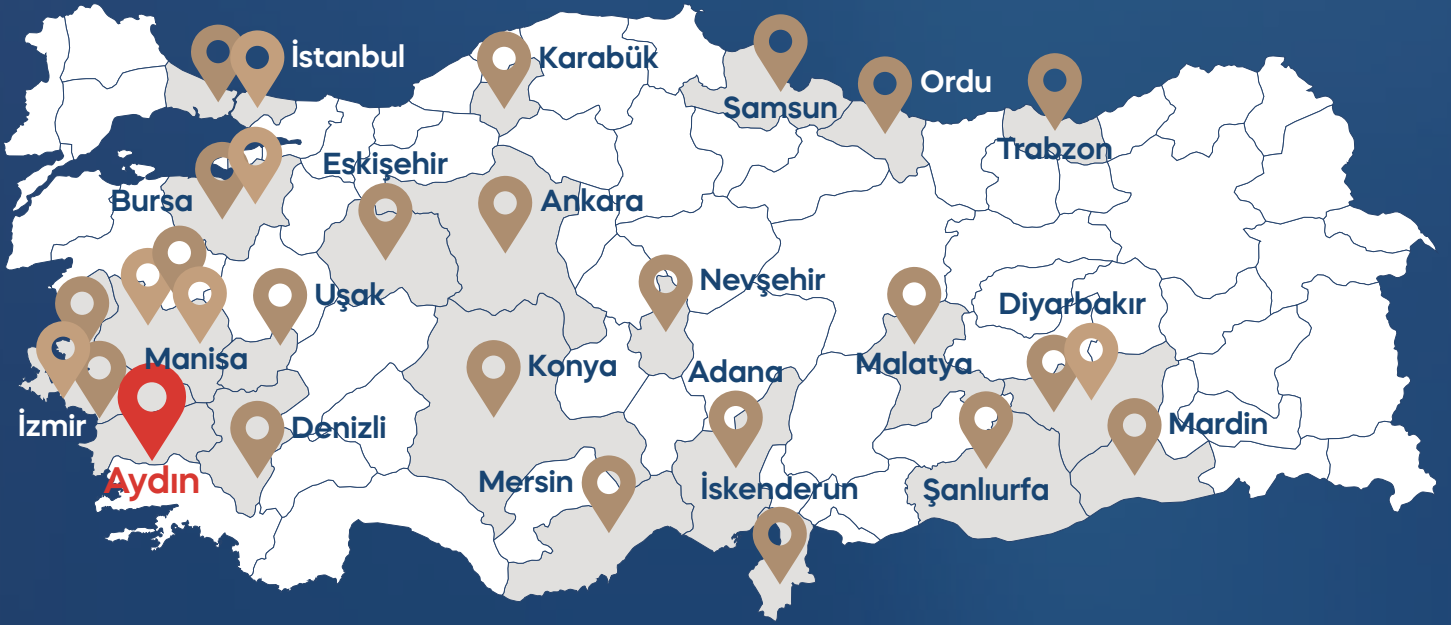 İstanbul
Karabük
Samsun
Ordu
Trabzon
Eskişehir
Bursa
Ankara
Uşak
Nevşehir
Diyarbakır
Manisa
Konya
Adana
Malatya
İzmir
Denizli
Mardin
Aydın
Mersin
İskenderun
Şanlıurfa